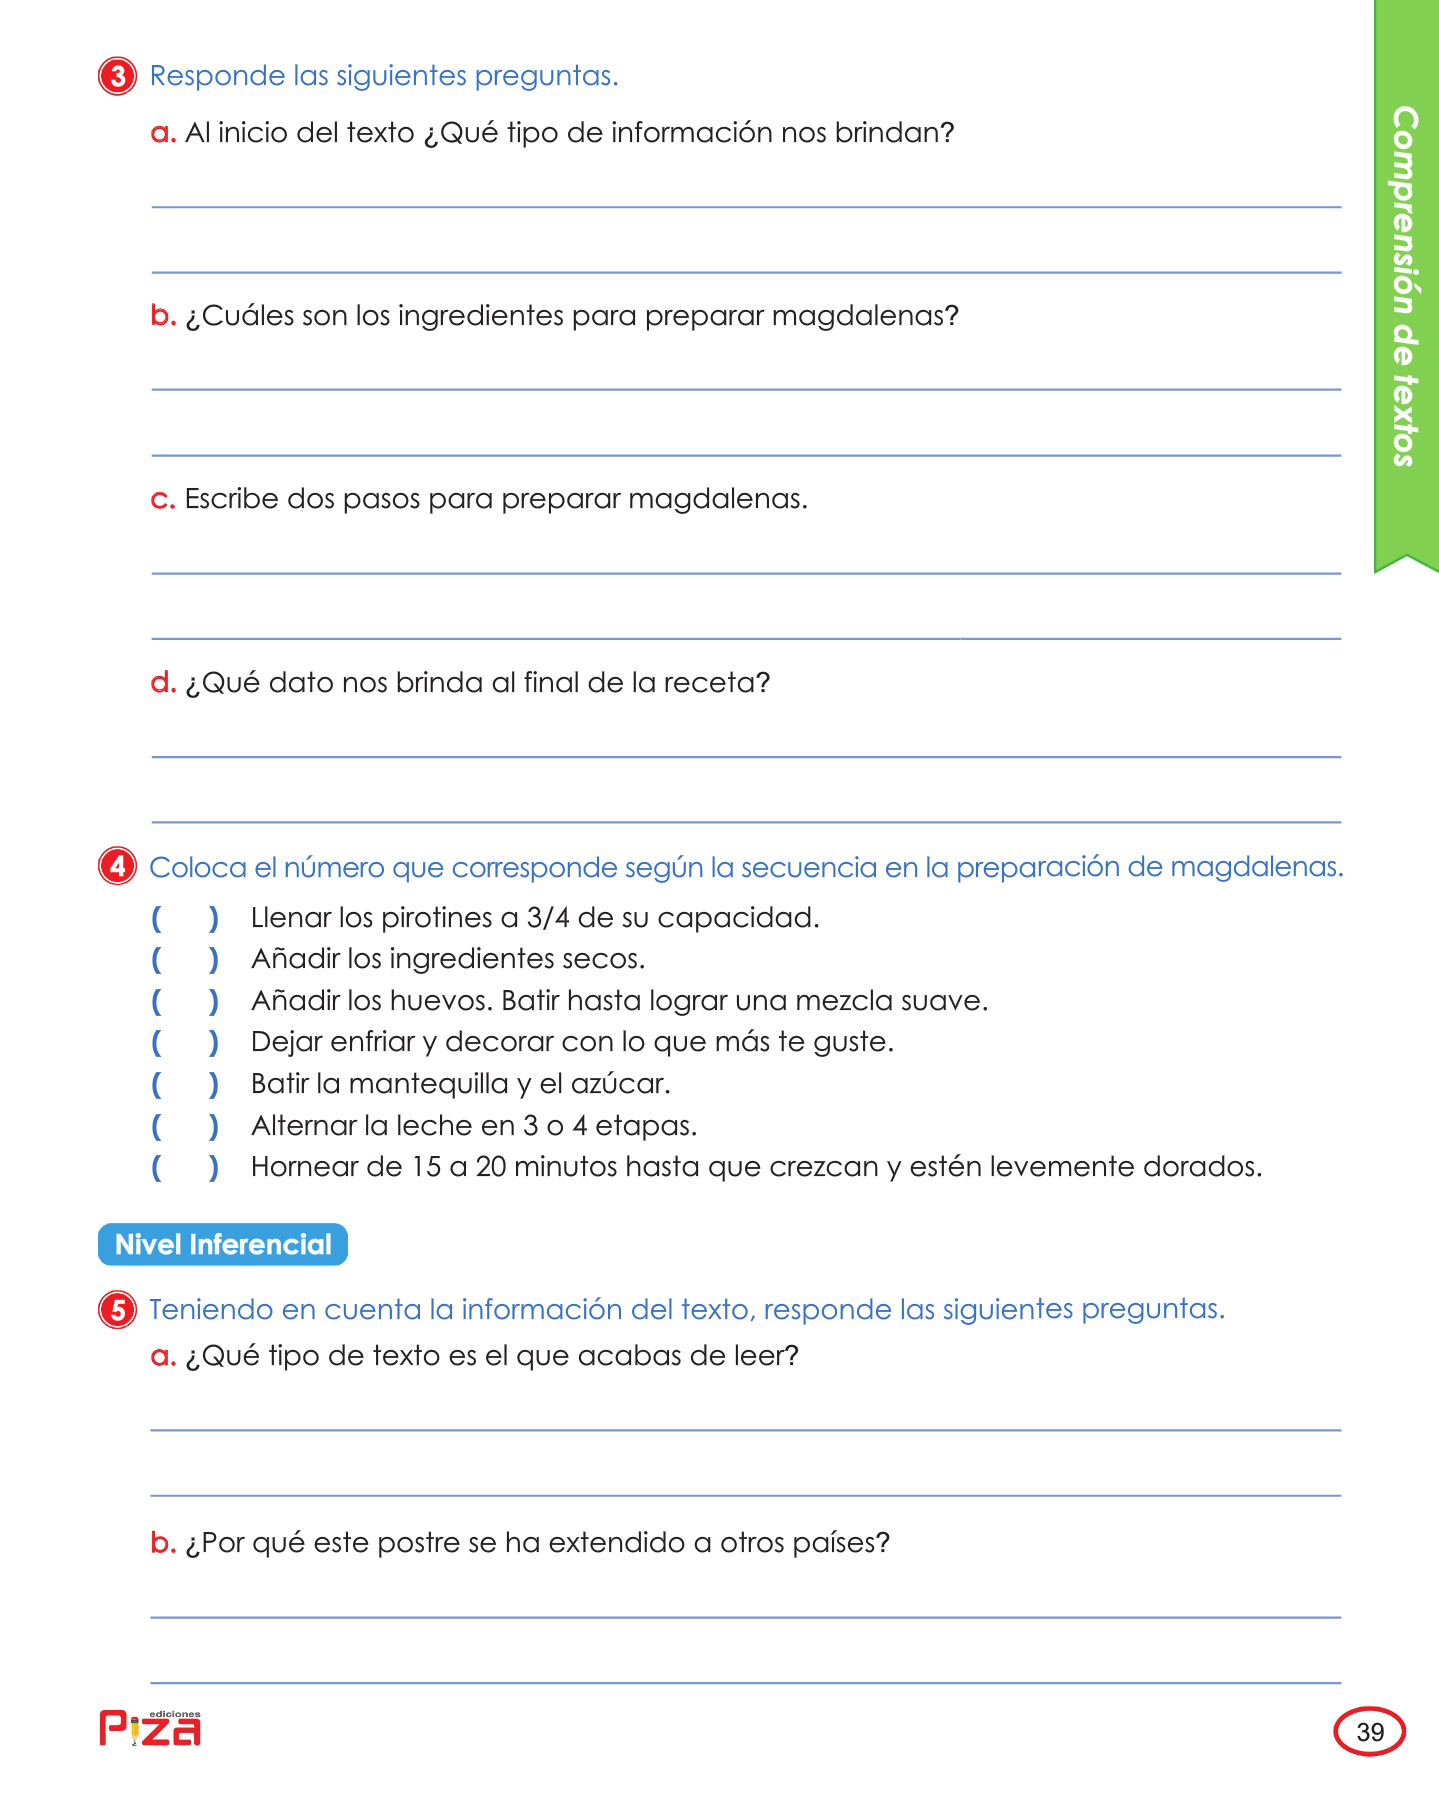 3 Responde las siguientes preguntas.
a. Al inicio del texto ¿Qué tipo de información nos brindan?
b. ¿Cuáles son los ingredientes para preparar magdalenas?
c. Escribe dos pasos para preparar magdalenas.
d. ¿Qué dato nos brinda al final de la receta?
4 Coloca el número que corresponde según la secuencia en la preparación de magdalenas.
( ) Llenar los pirotines a 3/4 de su capacidad.
( ) Añadir los ingredientes secos.
( ) Añadir los huevos. Batir hasta lograr una mezcla suave.
( ) Dejar enfriar y decorar con lo que más te guste.
( ) Batir la mantequilla y el azúcar.
( ) Alternar la leche en 3 o 4 etapas.
( ) Hornear de 15 a 20 minutos hasta que crezcan y estén levemente dorados.
Nivel Inferencial
5 Teniendo en cuenta la información del texto, responde las siguientes preguntas.
a. ¿Qué tipo de texto es el que acabas de leer?
b. ¿Por qué este postre se ha extendido a otros países?
ediciones
Piza
39
Comprensión de textos